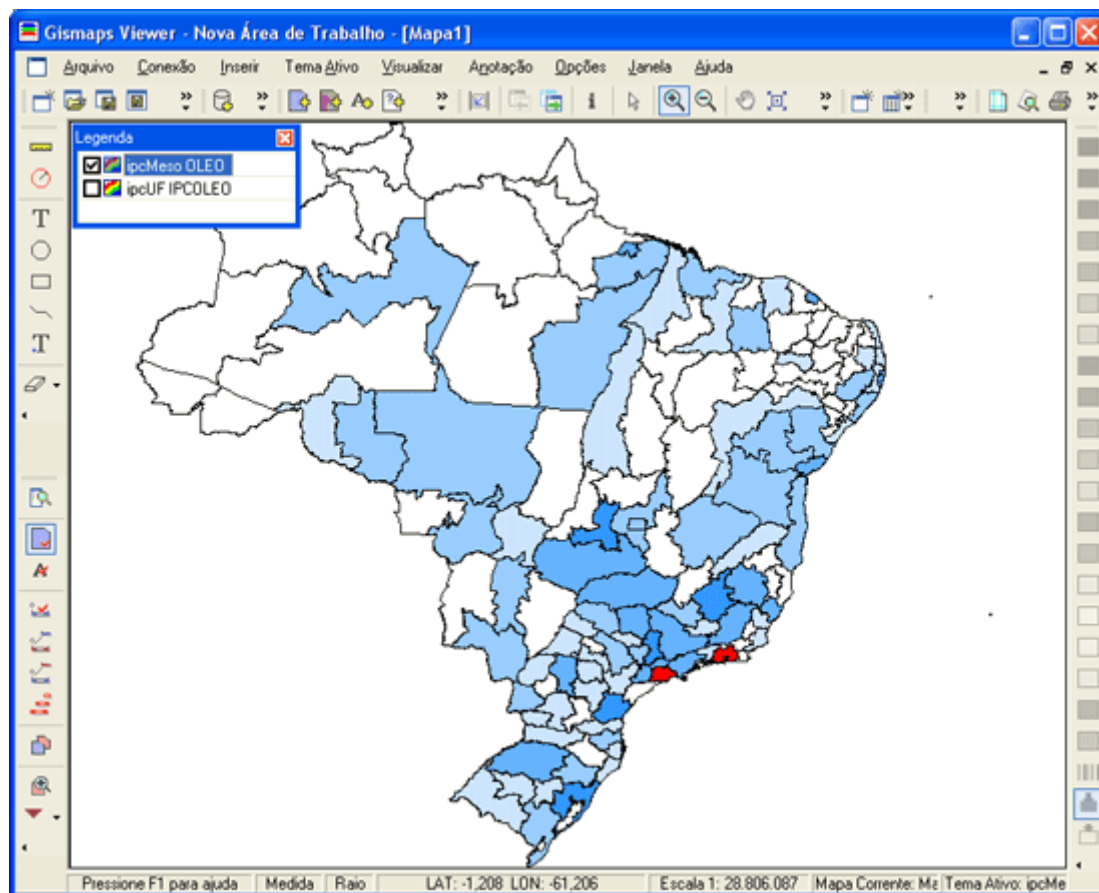 Gismaps Viewer - Nova Área de Trabalho - [Mapa1]
Arquivo Conexão Inserir Tema Ativo Visualizar Anotação Opções Janela Ajuda
Legenda
ipcMeso OLEO
ipcUF IPCOLEO
Pressione F1 para ajuda Medida Raio LAT: -1,208 LON: -61,206 Escala 1: 28.806.087 Mapa Corrente: Ma Tema Ativo: ipcMe